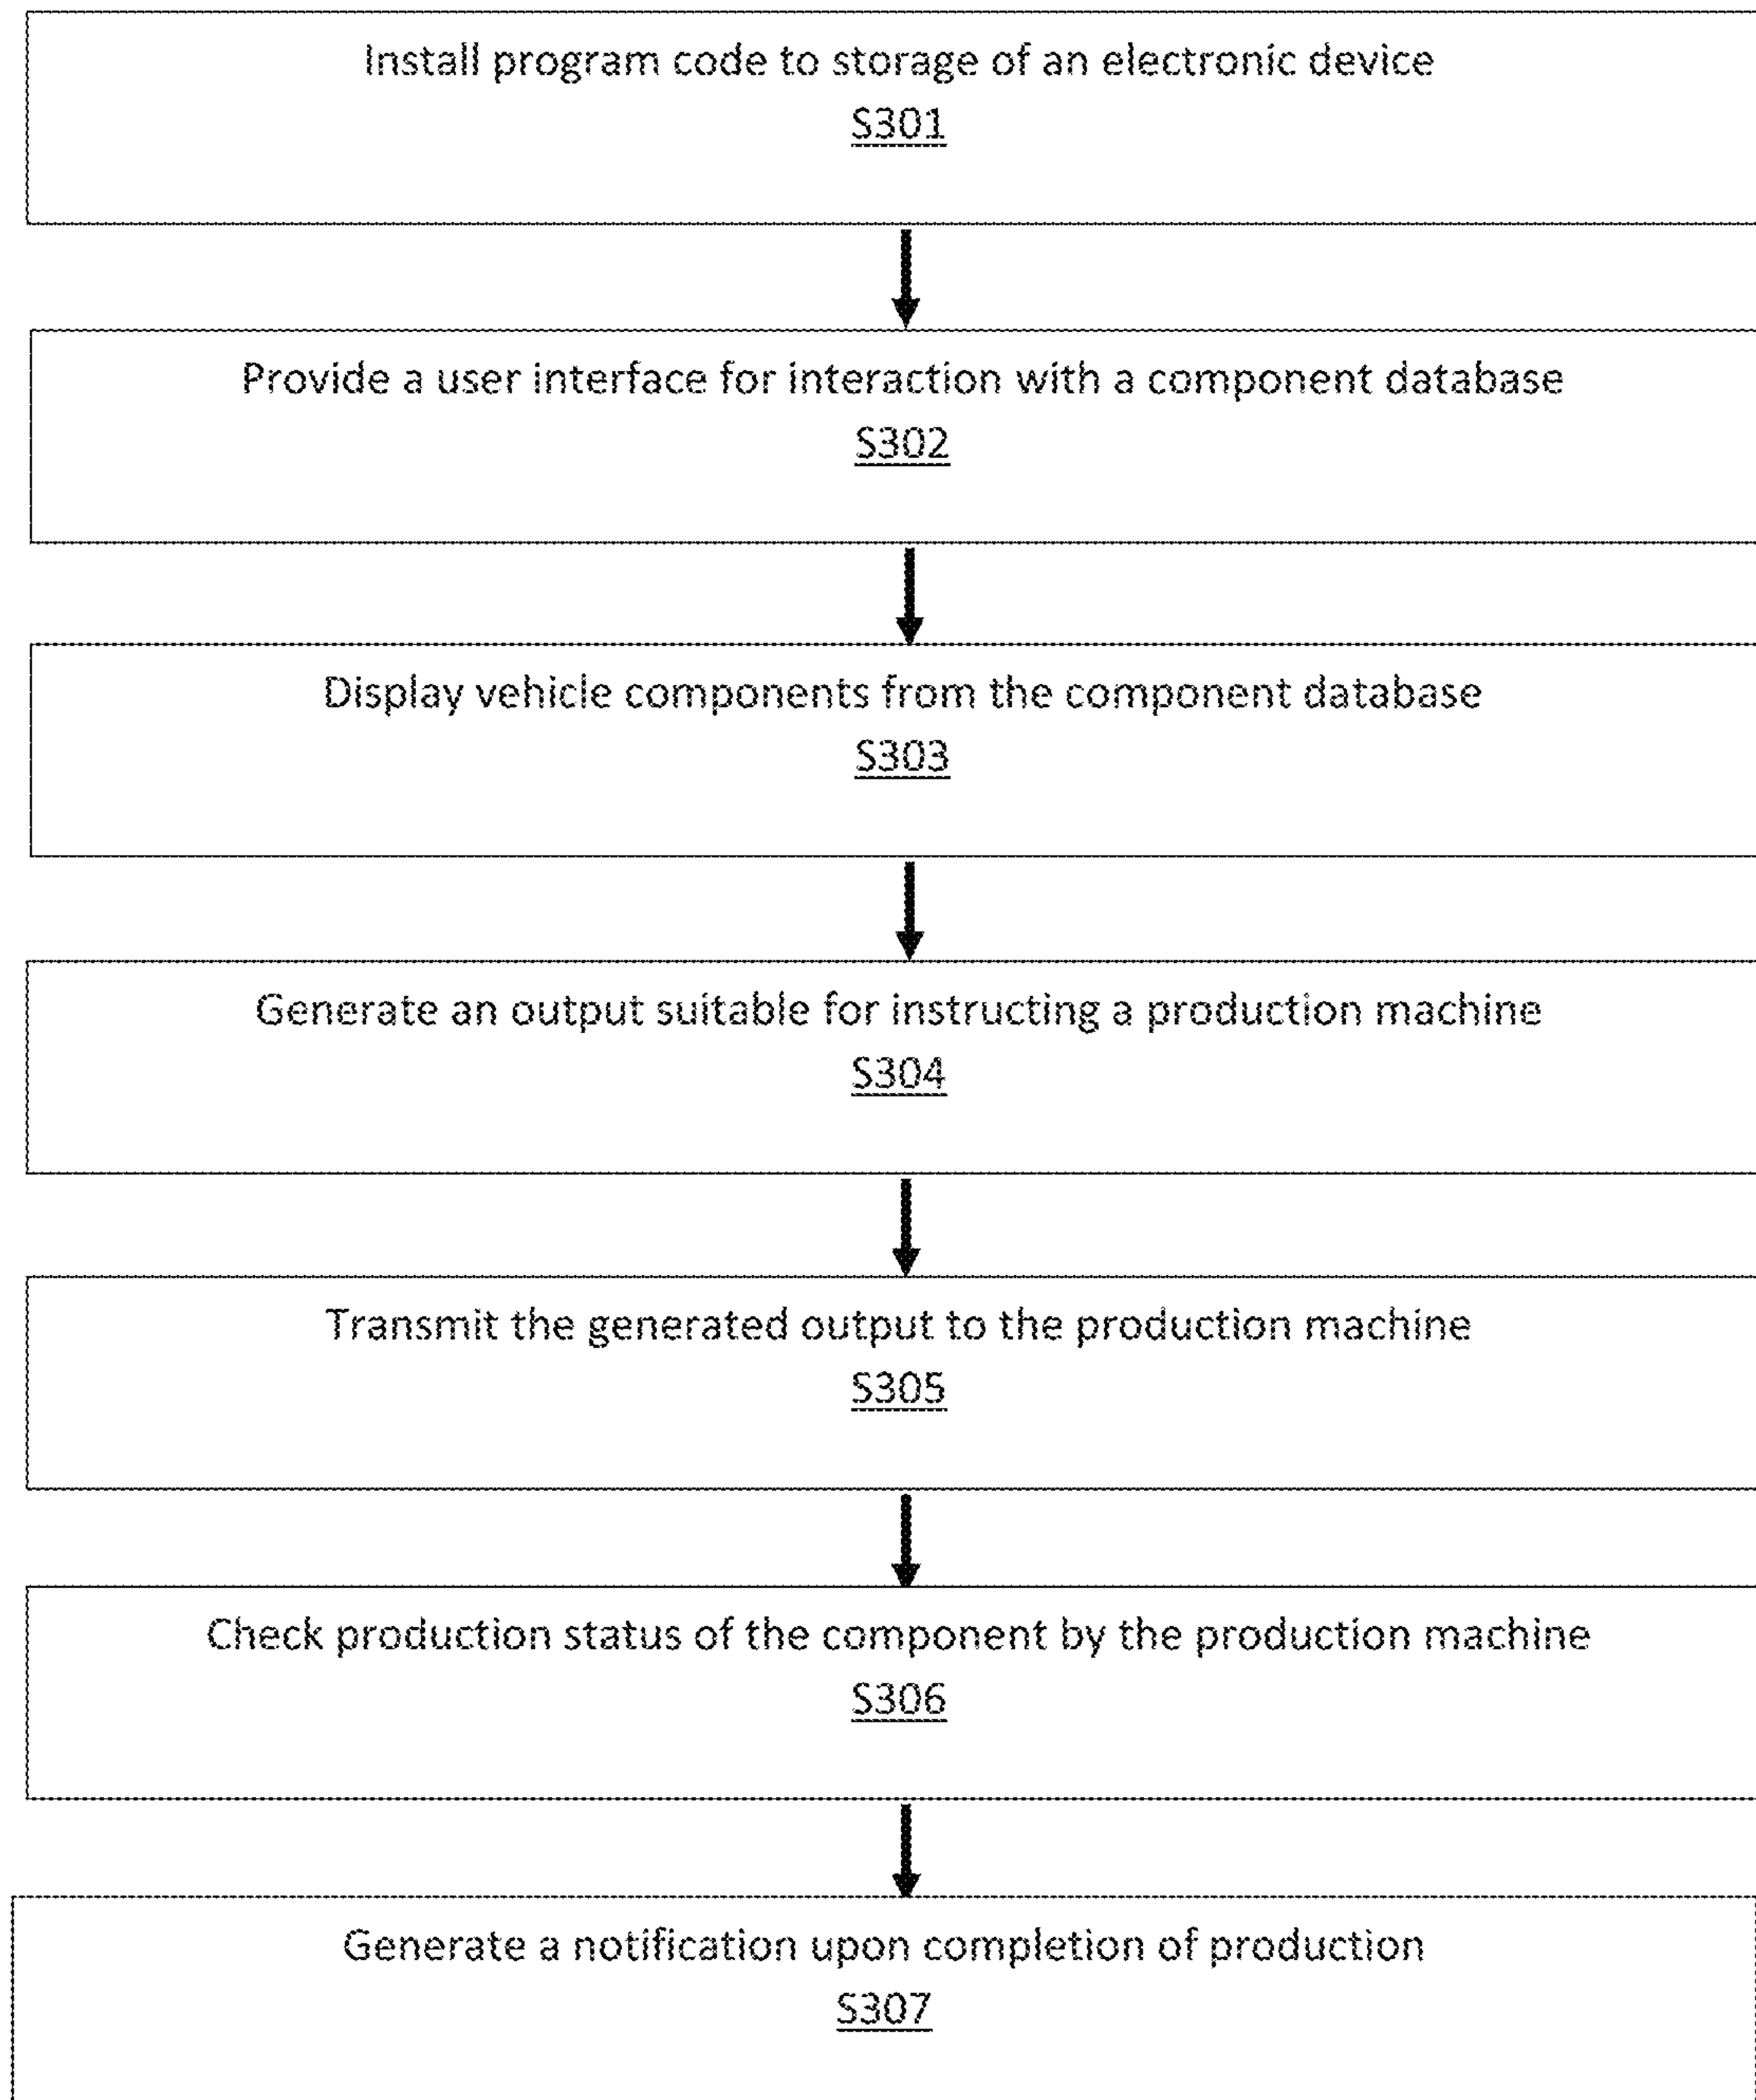 Install program code to storage of an electronic device
S301
Provide a user interface for interaction with a component database
S302
Display vehicle components from the component database
S303
Generate an output suitable for instructing a production machine
S304
Transmit the generated output to the production machine
S305
Check production status of the component by the production machine
S306
Generate a notification upon completion of production
S307